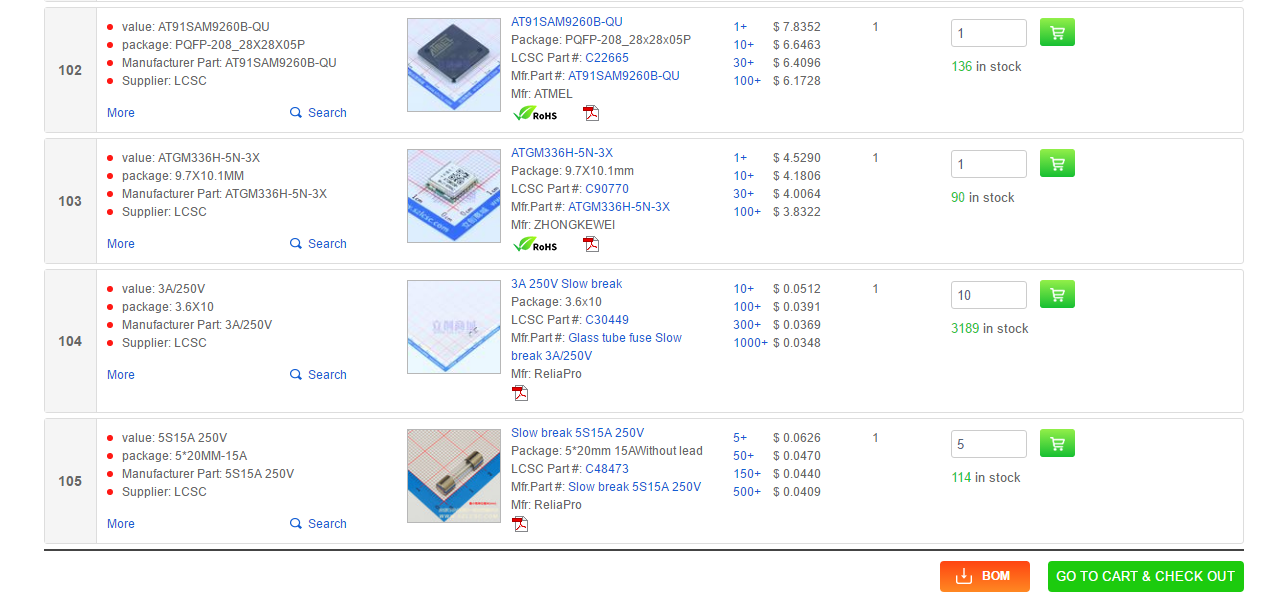 102
value: AT91SAM9260B-QU
package: PQFP-208_28X28X05P
Manufacturer Part: AT91SAM9260B-QU
Supplier: LCSC
More
Search
AT91SAM9260B-QU
Package: PQFP-208_28x28x05P
LCSC Part #: C22665
Mfr.Part #: AT91SAM9260B-QU
Mfr: ATMEL
RoHS
1+ $ 7.8352
10+ $ 6.6463
30+ $ 6.4096
100+ $ 6.1728
1
1
136 in stock
103
value: ATGM336H-5N-3X
package: 9.7X10.1MM
Manufacturer Part: ATGM336H-5N-3X
Supplier: LCSC
More
Search
ATGM336H-5N-3X
Package: 9.7X10.1mm
LCSC Part #: C90770
Mfr.Part #: ATGM336H-5N-3X
Mfr: ZHONGKEWEI
RoHS
1+ $ 4.5290
10+ $ 4.1806
30+ $ 4.0064
100+ $ 3.8322
1
1
90 in stock
104
value: 3A/250V
package: 3.6X10
Manufacturer Part: 3A/250V
Supplier: LCSC
More
Search
立创商城
3A 250V Slow break
Package: 3.6x10
LCSC Part #: C30449
Mfr.Part #: Glass tube fuse Slow
break 3A/250V
Mfr: ReliaPro
10+ $ 0.0512
100+ $ 0.0391
300+ $ 0.0369
1000+ $ 0.0348
1
10
3189 in stock
105
value: 5S15A 250V
package: 5*20MM-15A
Manufacturer Part: 5S15A 250V
Supplier: LCSC
More
Search
Slow break 5S15A 250V
Package: 5*20mm 15AWithout lead
LCSC Part #: C48473
Mfr.Part #: Slow break 5S15A 250V
Mfr: ReliaPro
5+ $ 0.0626
50+ $ 0.0470
150+ $ 0.0440
500+ $ 0.0409
1
5
114 in stock
BOM
GO TO CART & CHECK OUT